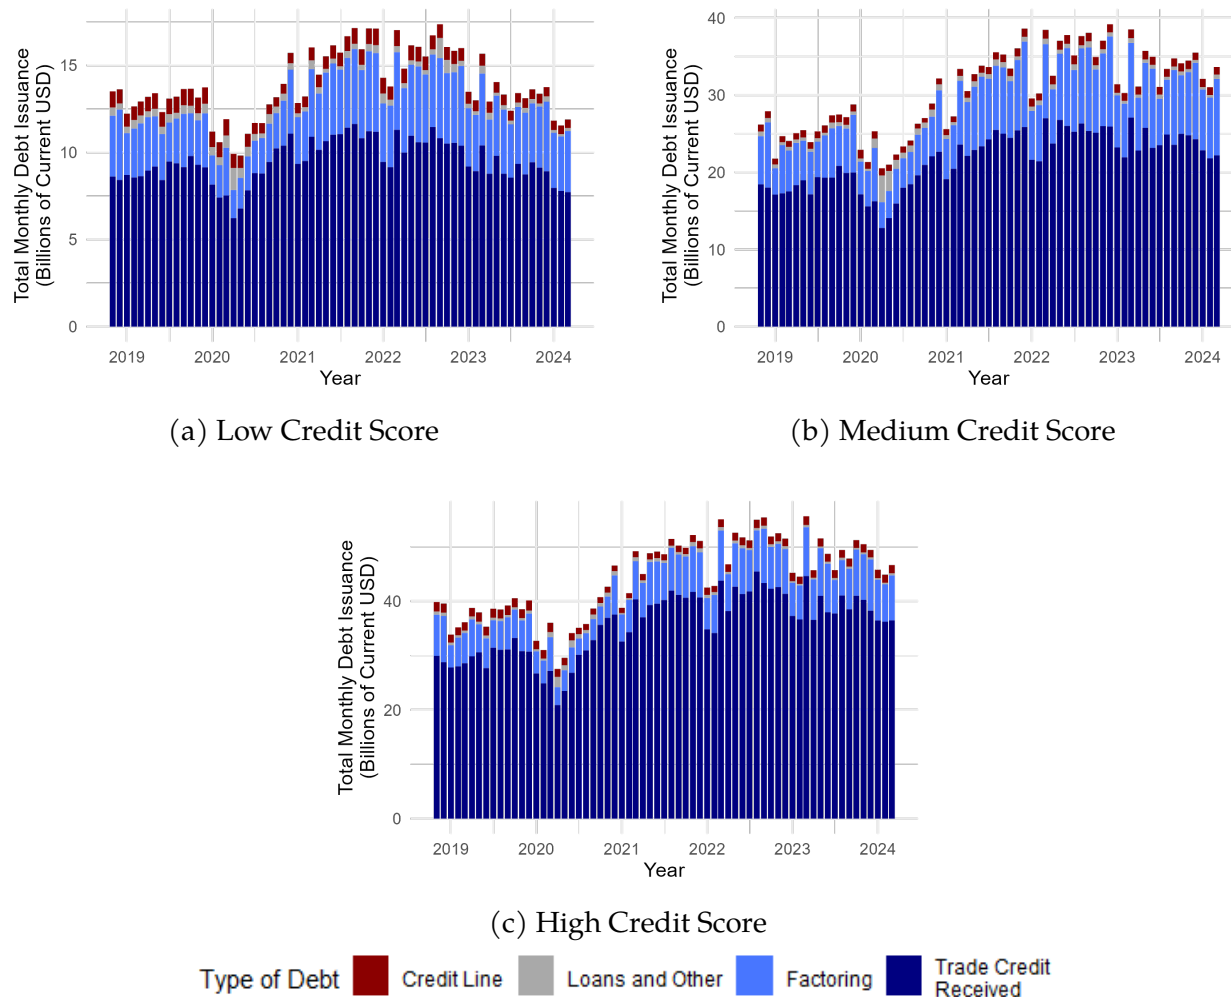 Total Monthly Debt Issuance
(Billions of Current USD)
15
10
5
0
2019 2020 2021 2022 2023 2024
Year
(a) Low Credit Score
Total Monthly Debt Issuance
(Billions of Current USD)
40
30
20
10
0
2019 2020 2021 2022 2023 2024
Year
(b) Medium Credit Score
Total Monthly Debt Issuance
(Billions of Current USD)
40
20
0
2019 2020 2021 2022 2023 2024
Year
(c) High Credit Score
Type of Debt Credit Line Loans and Other Factoring Trade Credit
Received